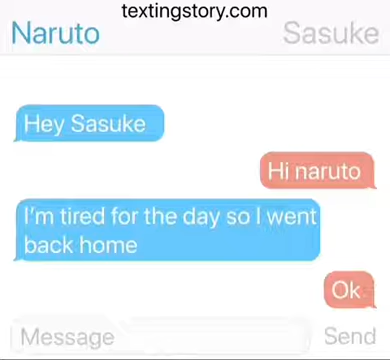 textingstory.com
Naruto
Sasuke
Hey Sasuke
Hi naruto
I'm tired for the day so I went
back home
Ok
Message
Send